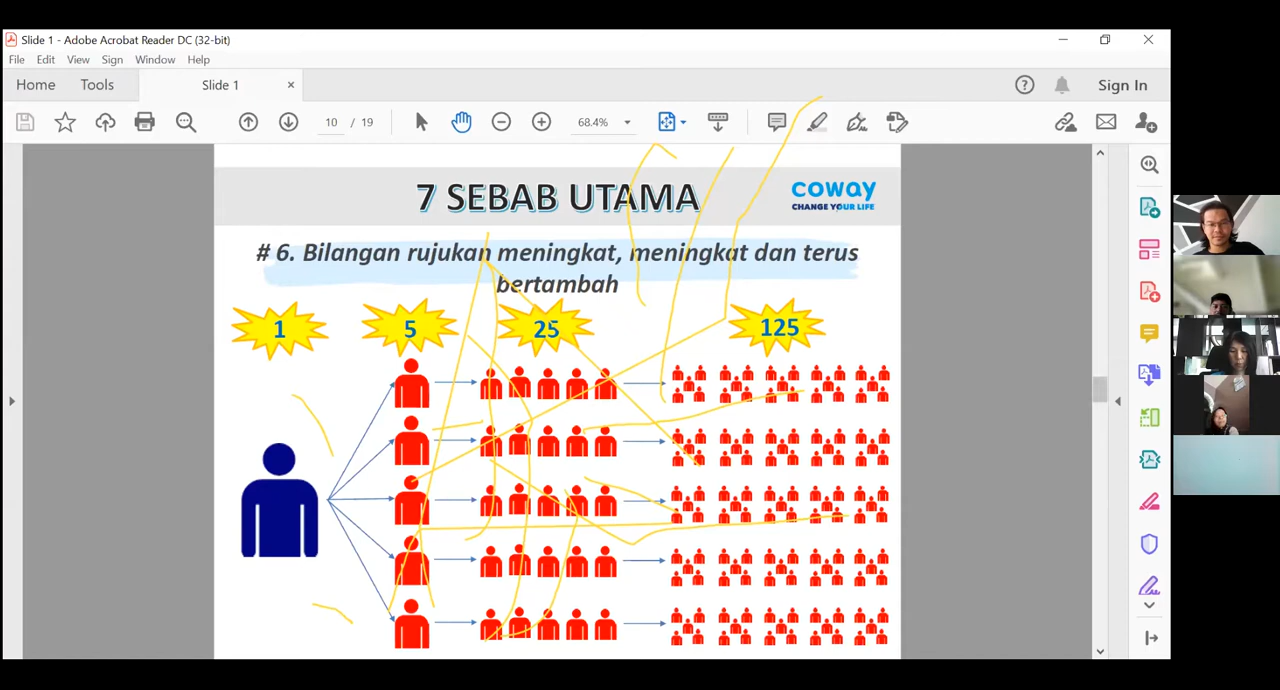 Slide 1 - Adobe Acrobat Reader DC (32-bit)
File Edit View Sign Window Help
Home Tools Slide 1 Sign In
10 / 19 68.4%
7 SEBAB UTAMA
coway
CHANGE YOUR LIFE
# 6. Bilangan rujukan meningkat, meningkat dan terus
bertambah
1 5 25 125